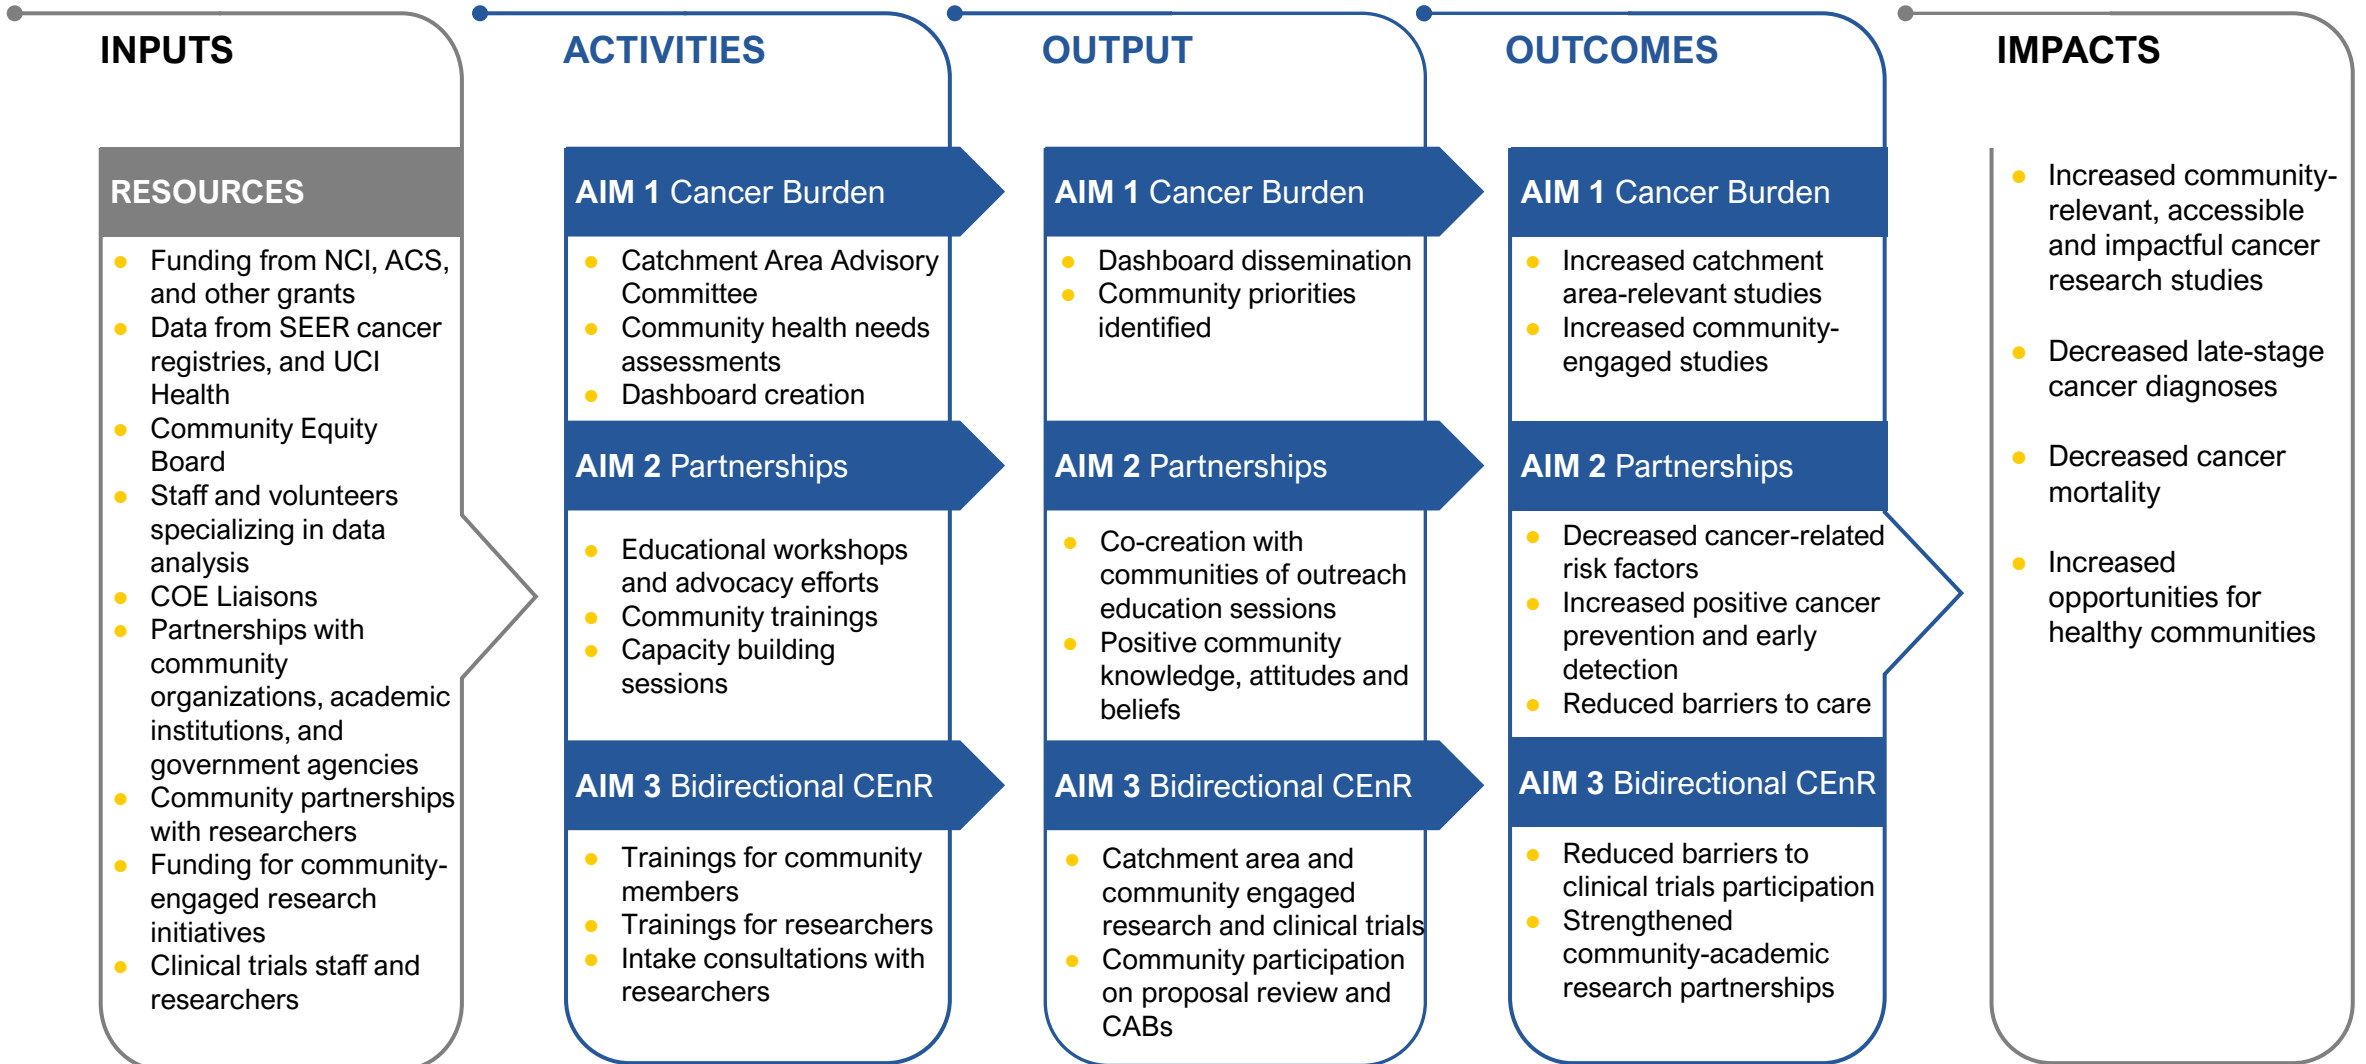 INPUTS
RESOURCES
Funding from NCI, ACS,
and other grants
Data from SEER cancer
registries, and UCI
Health
Community Equity
Board
Staff and volunteers
specializing in data
analysis
COE Liaisons
Partnerships with
community
organizations, academic
institutions, and
government agencies
Community partnerships
with researchers
Funding for community-
engaged research
initiatives
Clinical trials staff and
researchers
ACTIVITIES
AIM 1 Cancer Burden
Catchment Area Advisory
Committee
Community health needs
assessments
Dashboard creation
AIM 2 Partnerships
Educational workshops
and advocacy efforts
Community trainings
Capacity building
sessions
AIM 3 Bidirectional CEnR
Trainings for community
members
Trainings for researchers
Intake consultations with
researchers
OUTPUT
AIM 1 Cancer Burden
Dashboard dissemination
Community priorities
identified
AIM 2 Partnerships
Co-creation with
communities of outreach
education sessions
Positive community
knowledge, attitudes and
beliefs
AIM 3 Bidirectional CEnR
Catchment area and
community engaged
research and clinical trials
Community participation
on proposal review and
CABs
OUTCOMES
AIM 1 Cancer Burden
Increased catchment
area-relevant studies
Increased community-
engaged studies
AIM 2 Partnerships
Decreased cancer-related
risk factors
Increased positive cancer
prevention and early
detection
Reduced barriers to care
AIM 3 Bidirectional CEnR
Reduced barriers to
clinical trials participation
Strengthened
community-academic
research partnerships
IMPACTS
Increased community-
relevant, accessible
and impactful cancer
research studies
Decreased late-stage
cancer diagnoses
Decreased cancer
mortality
Increased
opportunities for
healthy communities